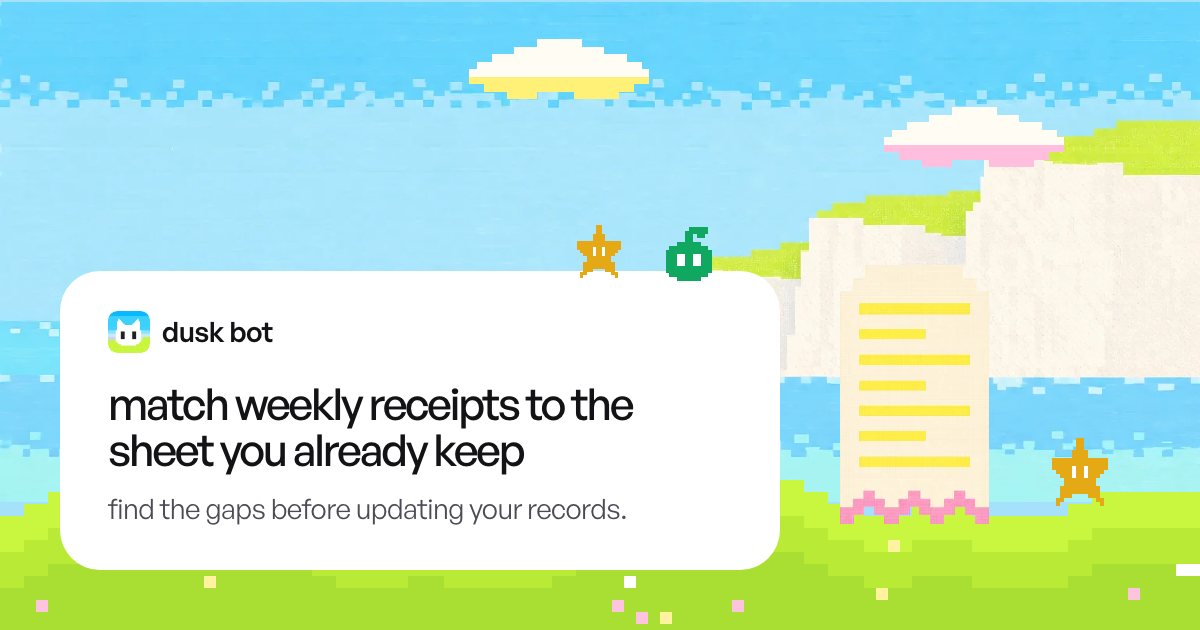 dusk bot
match weekly receipts to the
sheet you already keep
find the gaps before updating your records.